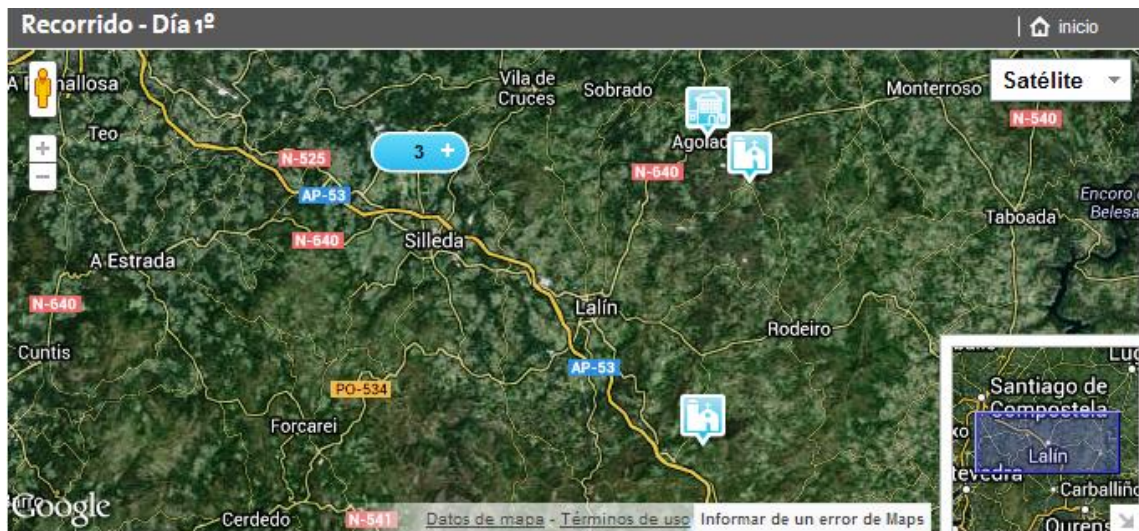 Recorrido - Día 1º
| inicio
Satélite
Teo
Vila de
Cruces
Sobrado
Monterroso
N-540
3 +
N-525
N-640
AP-53
Taboada
Encoro
Belesa
N-640
Silleda
A Estrada
N-640
Lalín
Rodeiro
Cuntis
AP-53
PO-534
Forcarei
Santiago de
Compostela
Lalín
Carballiño
Google
Cerdedo
N-541
Datos de mapa - Términos de uso
Informar de un error de Maps